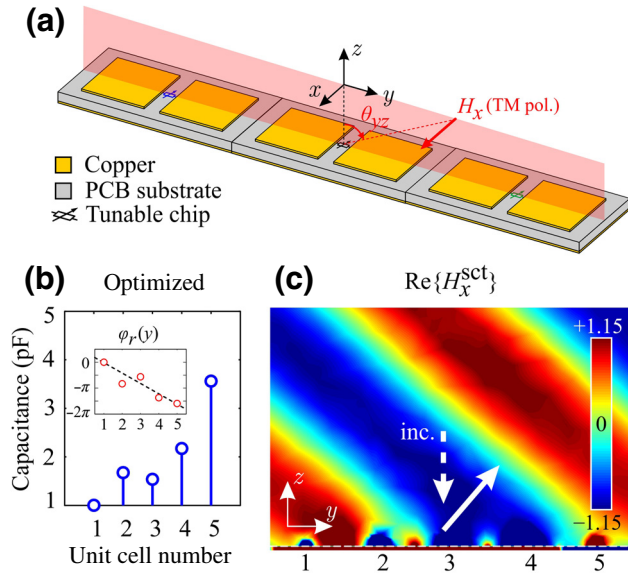 (a)
z
x
y
θyz
Hx (TM pol.)
Copper
PCB substrate
Tunable chip
(b)
Optimized
Capacitance (pF)
5
4
3
2
1
φr(y)
0
−π
−2π
1 2 3 4 5
1 2 3 4 5
Unit cell number
(c)
Re{Hxsct}
+1.15
0
−1.15
inc.
z
y
1 2 3 4 5